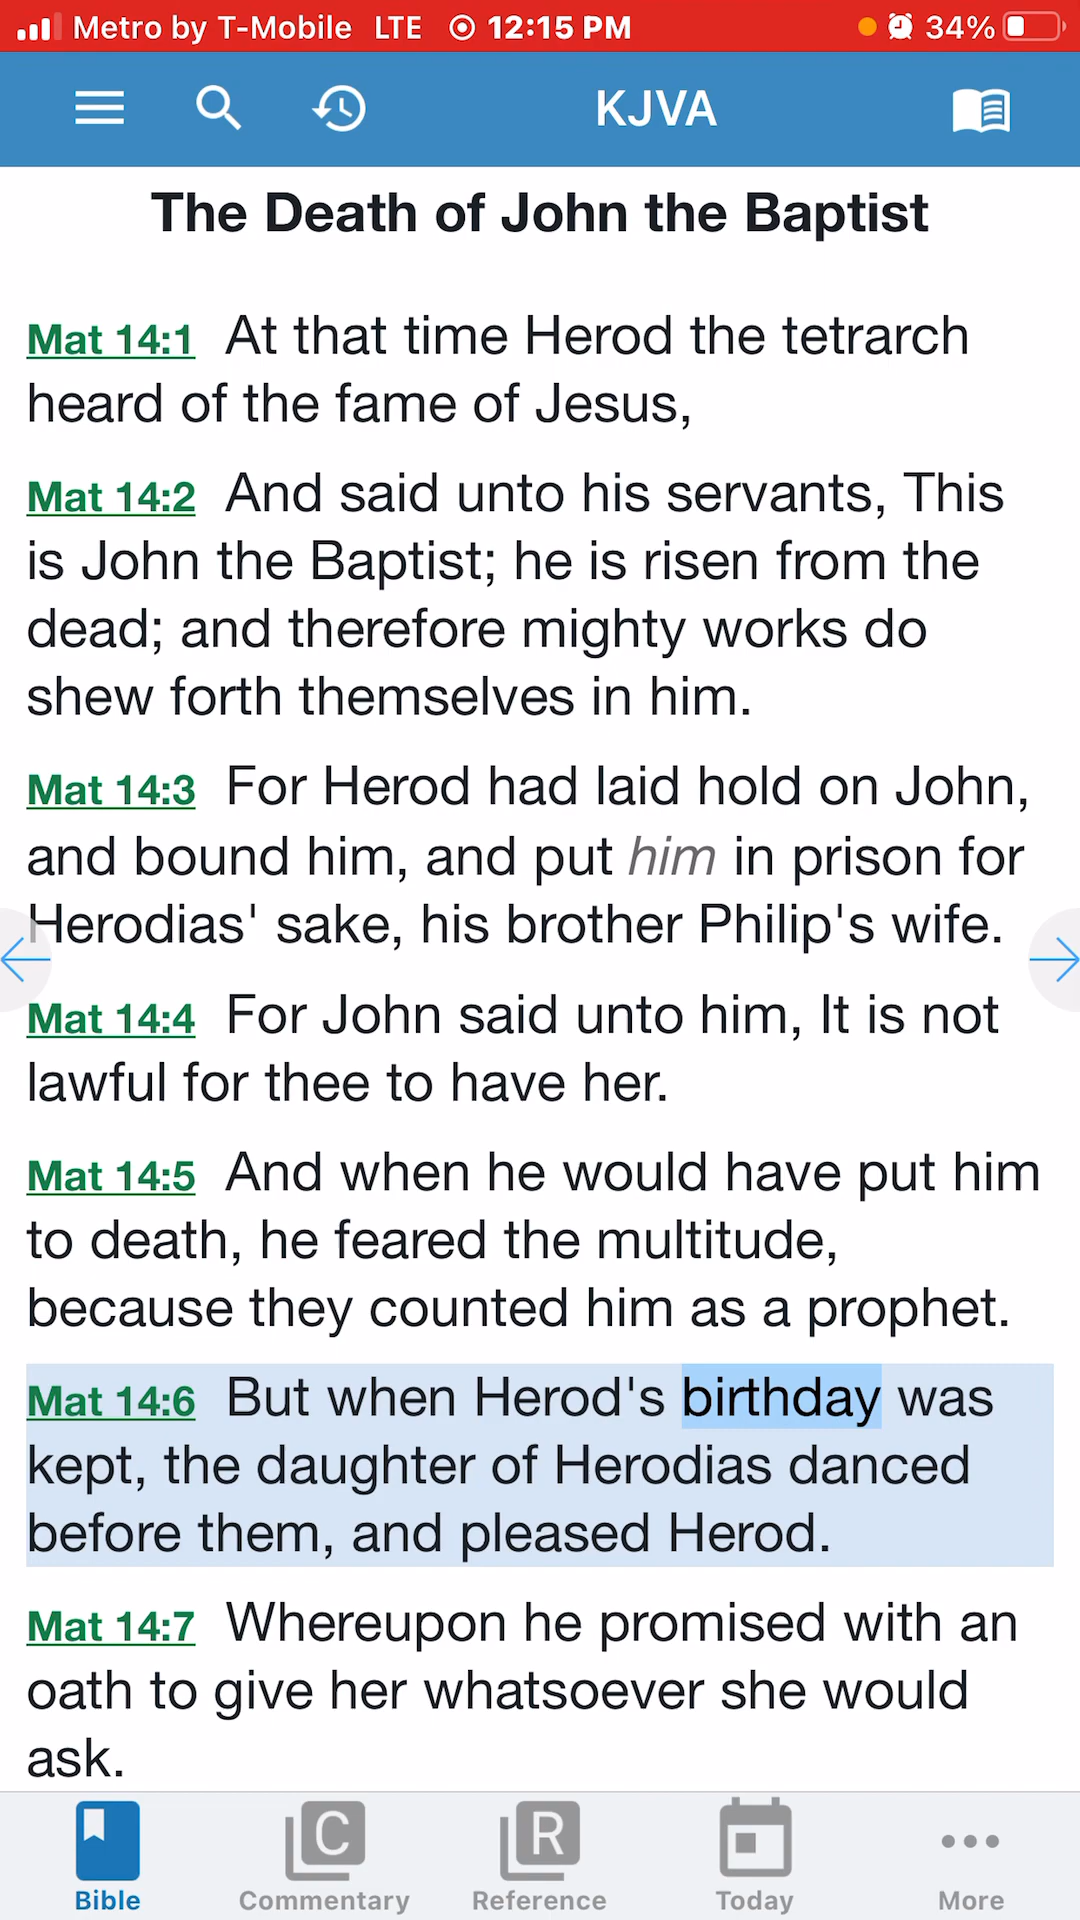 Metro by T-Mobile LTE 12:15 PM 34%
KJVA
The Death of John the Baptist
Mat 14:1 At that time Herod the tetrarch
heard of the fame of Jesus,
Mat 14:2 And said unto his servants, This
is John the Baptist; he is risen from the
dead; and therefore mighty works do
shew forth themselves in him.
Mat 14:3 For Herod had laid hold on John,
and bound him, and put him in prison for
Herodias' sake, his brother Philip's wife.
Mat 14:4 For John said unto him, It is not
lawful for thee to have her.
Mat 14:5 And when he would have put him
to death, he feared the multitude,
because they counted him as a prophet.
Mat 14:6 But when Herod's birthday was
kept, the daughter of Herodias danced
before them, and pleased Herod.
Mat 14:7 Whereupon he promised with an
oath to give her whatsoever she would
ask.
C R
Bible Commentary Reference Today More